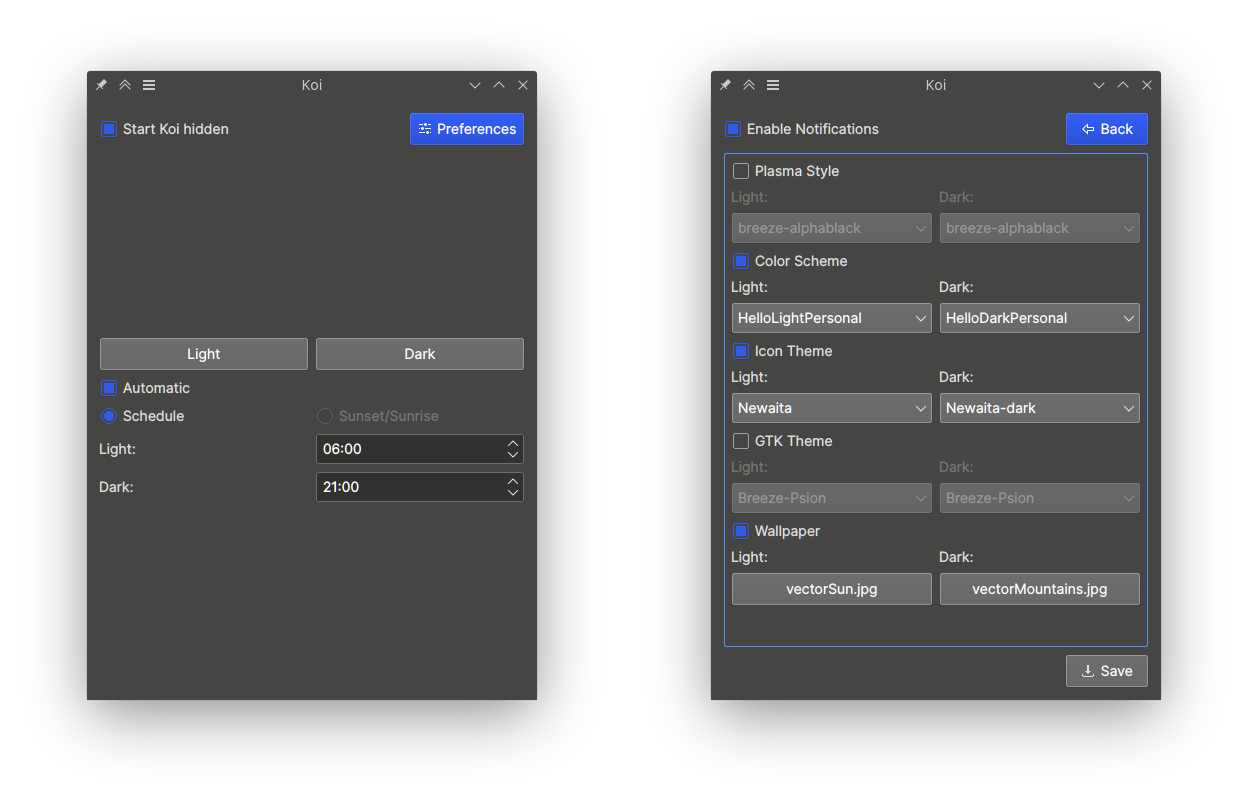 Koi
Start Koi hidden
Preferences
Light
Dark
Automatic
Schedule
Sunset/Sunrise
Light:
06:00
Dark:
21:00
Koi
Enable Notifications
Back
Plasma Style
Light:
Dark:
breeze-alphablack
breeze-alphablack
Color Scheme
Light:
Dark:
HelloLightPersonal
HelloDarkPersonal
Icon Theme
Light:
Dark:
Newaita
Newaita-dark
GTK Theme
Light:
Dark:
Breeze-Psion
Breeze-Psion
Wallpaper
Light:
Dark:
vectorSun.jpg
vectorMountains.jpg
Save